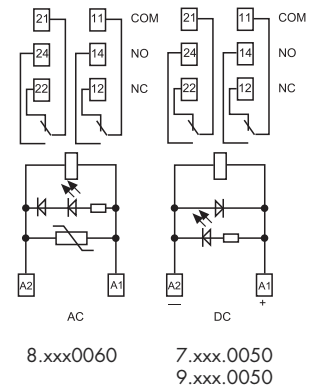 21 11 COM 21 11 COM
24 14 NO 24 14 NO
22 12 NC 22 12 NC
A2 A1 A2 A1
— +
AC DC
8.xxx0060 7.xxx.0050
9.xxx.0050